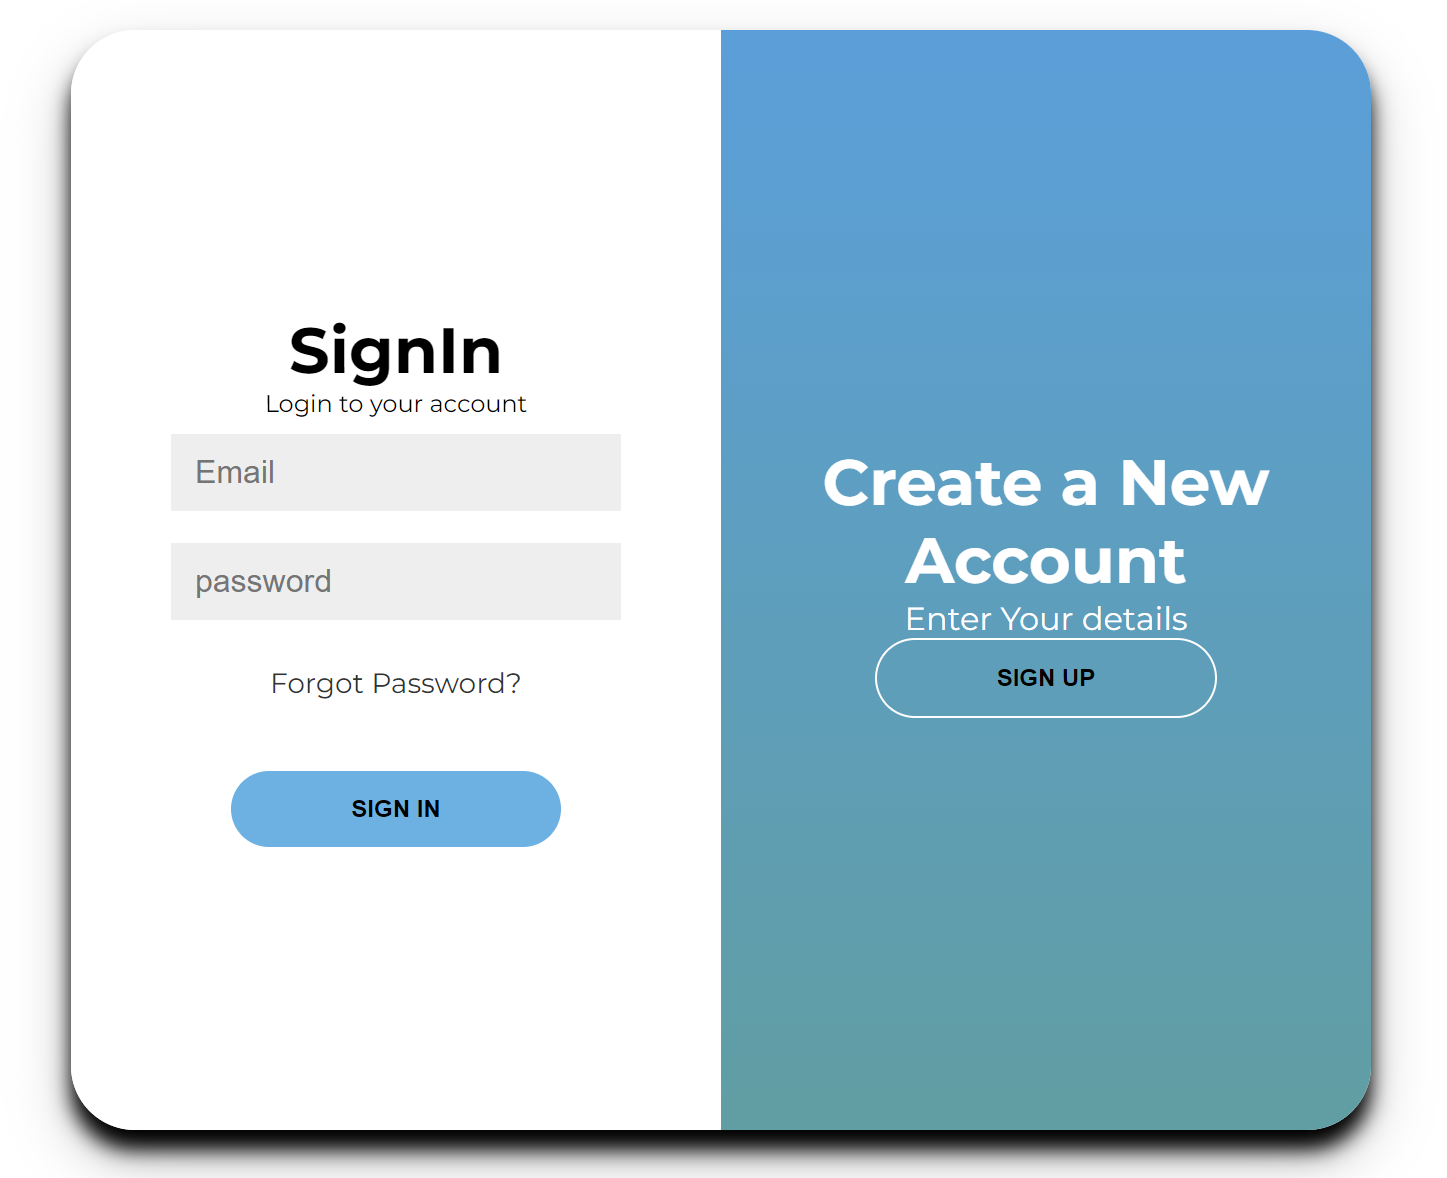 SignIn
Login to your account
Email
password
Forgot Password?
SIGN IN
Create a New
Account
Enter Your details
SIGN UP